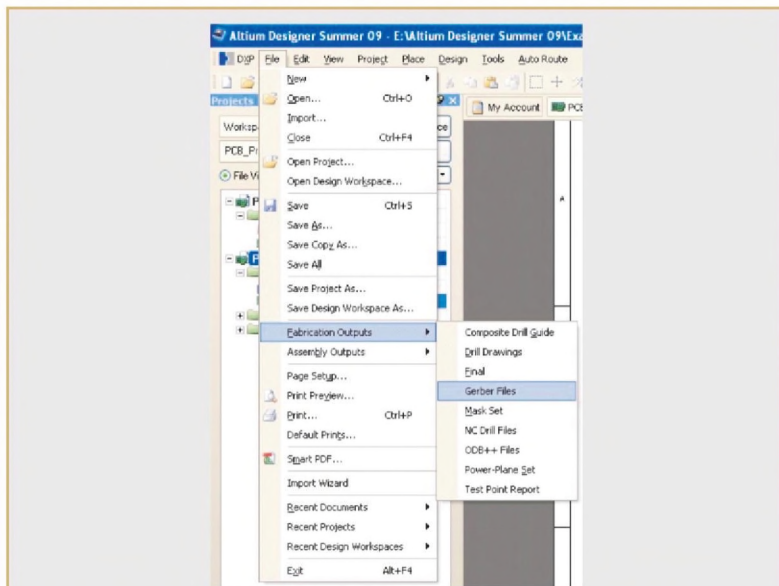 Altium Designer Summer 09 - E:\Altium Designer Summer 09\Exa
DXP File Edit View Project Place Design Tools Auto Route
Projects
My Account
PCB
Worksp
ce
PCB_Pr
File Vi
New
Open... Ctrl+O
Import...
Close Ctrl+F4
Open Project...
Open Design Workspace...
Save Ctrl+S
Save As...
Save Copy As...
Save All
Save Project As...
Save Design Workspace As...
Fabrication Outputs
Assembly Outputs
Page Setup...
Print Preview...
Print... Ctrl+P
Default Prints...
Smart PDF...
Import Wizard
Recent Documents
Recent Projects
Recent Design Workspaces
Exit Alt+F4
Composite Drill Guide
Drill Drawings
Final
Gerber Files
Mask Set
NC Drill Files
ODB++ Files
Power-Plane Set
Test Point Report
A